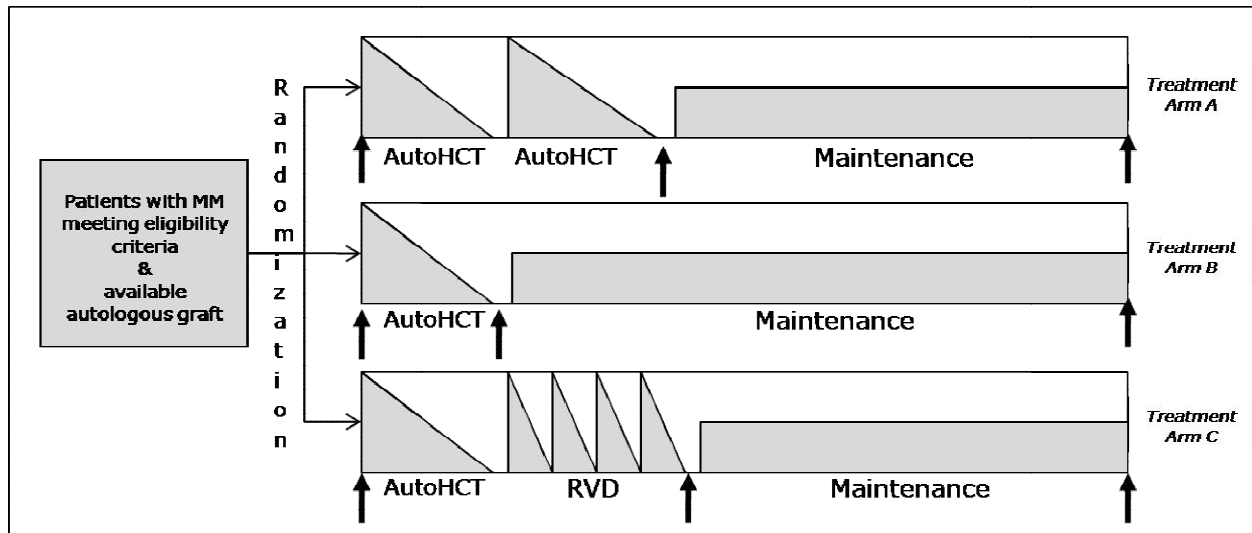 Patients with MM
meeting eligibility
criteria
&
available
autologous graft
R
a
n
d
o
m
i
z
a
t
i
o
n
AutoHCT AutoHCT Maintenance
Treatment
Arm A
AutoHCT Maintenance
Treatment
Arm B
AutoHCT RVD Maintenance
Treatment
Arm C